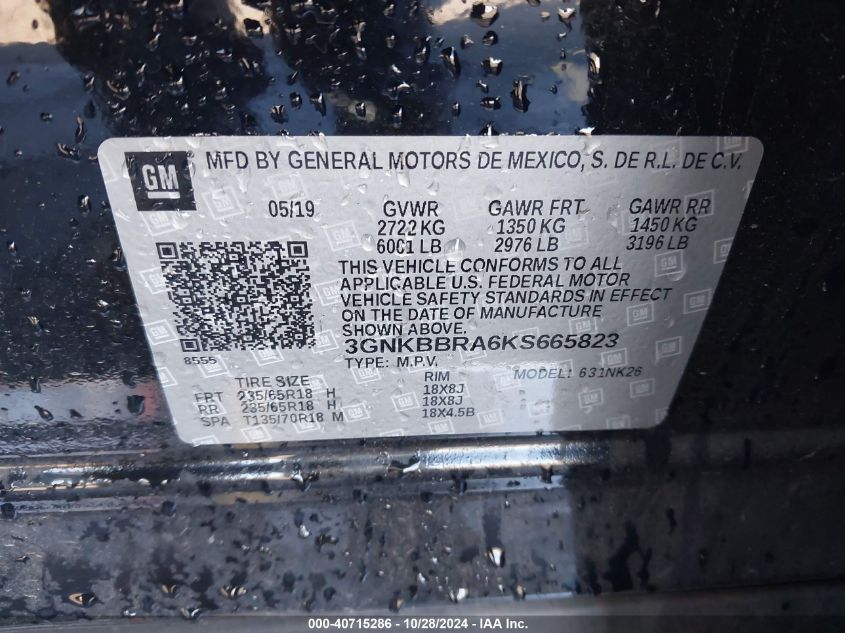 GM
MFD BY GENERAL MOTORS DE MEXICO, S. DE R.L. DE C.V.
05/19 GVWR GAWR FRT GAWR RR
2722 KG 1350 KG 1450 KG
6001 LB 2976 LB 3196 LB
THIS VEHICLE CONFORMS TO ALL
APPLICABLE U.S. FEDERAL MOTOR
VEHICLE SAFETY STANDARDS IN EFFECT
ON THE DATE OF MANUFACTURE
SHOWN ABOVE.
3GNKBBRA6KS665823
8555 TYPE: M.P.V. MODEL: 631NK26
TIRE SIZE RIM
FRT 235/65R18 H 18X8J
RR 235/65R18 H 18X8J
SPA T135/70R18 M 18X4.5B
000-40715286 - 10/28/2024 - IAA Inc.